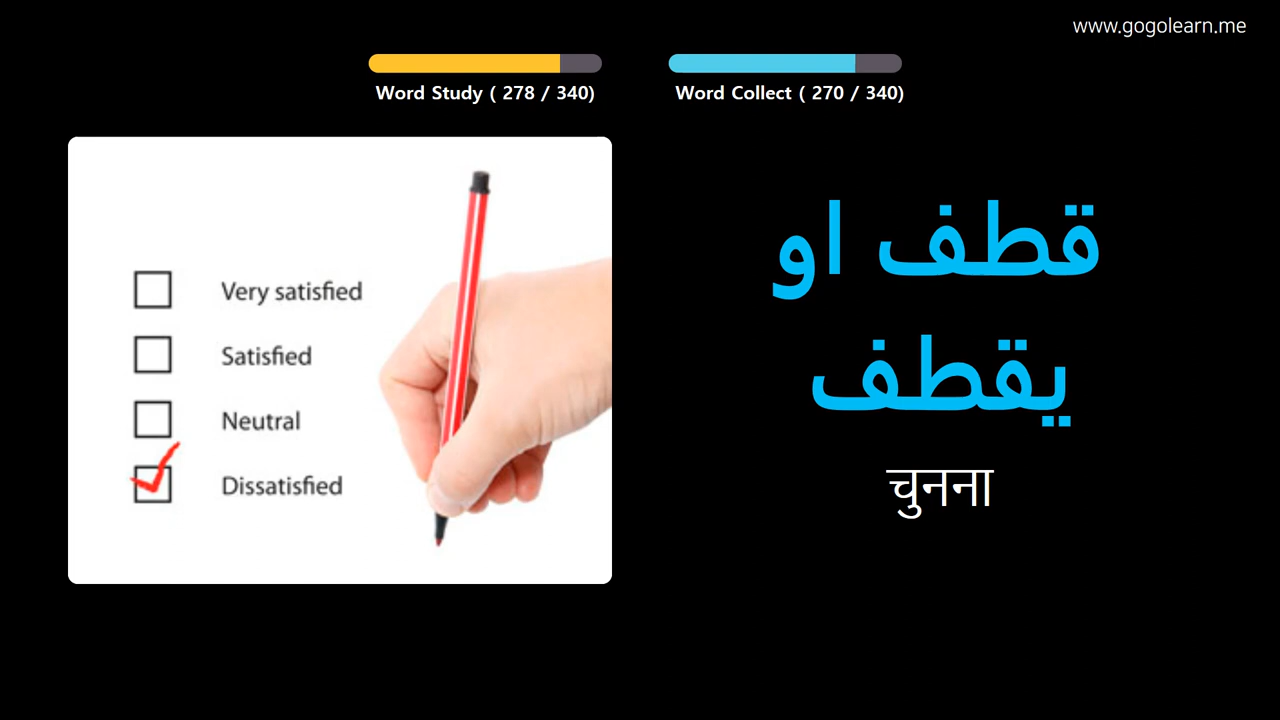 www.gogolearn.me
Word Study ( 278 / 340)
Word Collect ( 270 / 340)
Very satisfied
Satisfied
Neutral
Dissatisfied
قطف او
يقطف
चुनना